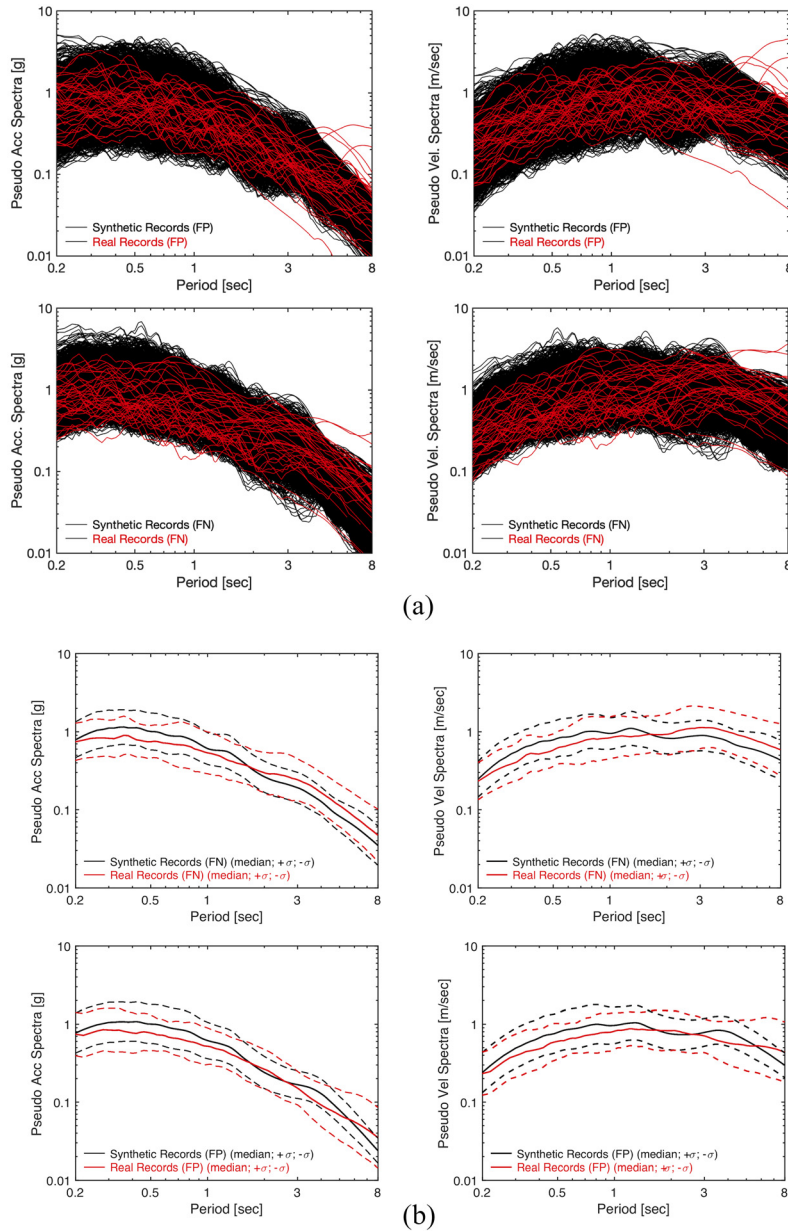 10
1
0.1
0.01
Pseudo Acc Spectra [g]
Synthetic Records (FP)
Real Records (FP)
0.2 0.5 1 3 8
Period [sec]
10
1
0.1
0.01
Pseudo Vel. Spectra [m/sec]
Synthetic Records (FP)
Real Records (FP)
0.2 0.5 1 3 8
Period [sec]
10
1
0.1
0.01
Pseudo Acc. Spectra [g]
Synthetic Records (FN)
Real Records (FN)
0.2 0.5 1 3 8
Period [sec]
10
1
0.1
0.01
Pseudo Vel. Spectra [m/sec]
Synthetic Records (FN)
Real Records (FN)
0.2 0.5 1 3 8
Period [sec]
(a)
10
1
0.1
0.01
Pseudo Acc Spectra [g]
Synthetic Records (FN) (median; +σ; -σ)
Real Records (FN) (median; +σ; -σ)
0.2 0.5 1 3 8
Period [sec]
10
1
0.1
0.01
Pseudo Vel Spectra [m/sec]
Synthetic Records (FN) (median; +σ; -σ)
Real Records (FN) (median; +σ; -σ)
0.2 0.5 1 3 8
Period [sec]
10
1
0.1
0.01
Pseudo Acc Spectra [g]
Synthetic Records (FP) (median; +σ; -σ)
Real Records (FP) (median; +σ; -σ)
0.2 0.5 1 3 8
Period [sec]
10
1
0.1
0.01
Pseudo Vel Spectra [m/sec]
Synthetic Records (FP) (median; +σ; -σ)
Real Records (FP) (median; +σ; -σ)
0.2 0.5 1 3 8
Period [sec]
(b)